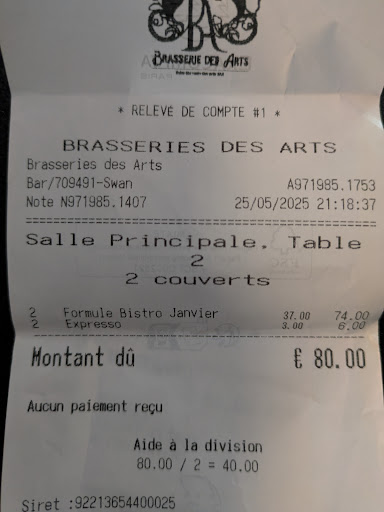 BA
BRASSERIE DES ARTS
* RELEVÉ DE COMPTE #1 *
BRASSERIES DES ARTS
Brasseries des Arts
Bar/709491-Swan A971985.1753
Note N971985.1407 25/05/2025 21:18:37
Salle Principale, Table
2
2 couverts
2 Formule Bistro Janvier 37.00 74.00
2 Expresso 3.00 6.00
Montant dû € 80.00
Aucun paiement reçu
Aide à la division
80.00 / 2 = 40.00
Siret :92213654400025